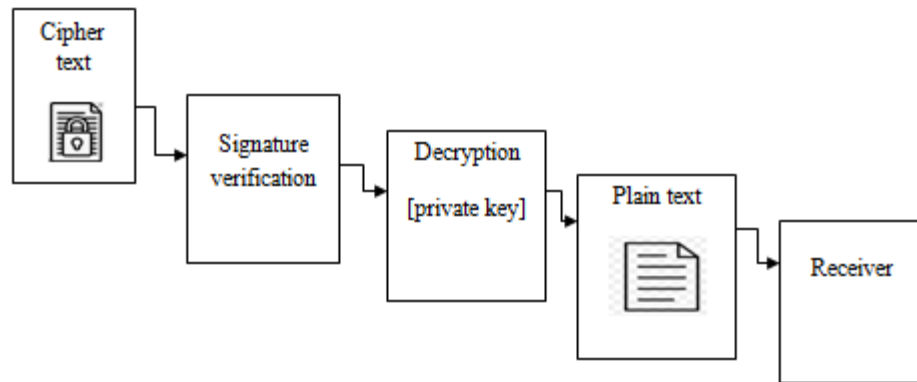 Cipher
text
Signature
verification
Decryption
[private key]
Plain text
Receiver